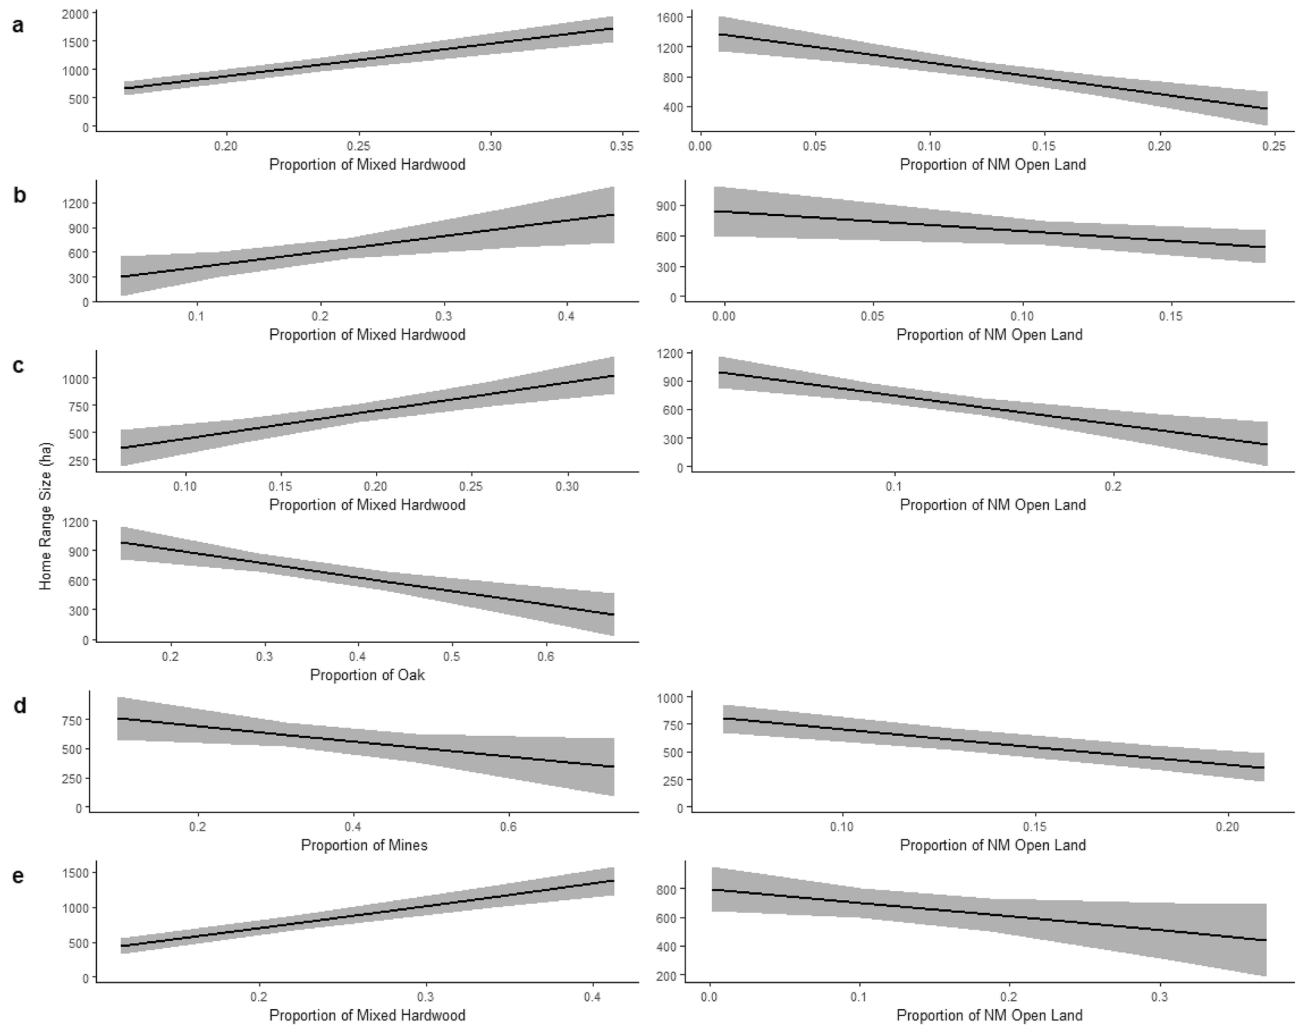 a
2000
1500
1000
500
0
0.20 0.25 0.30 0.35
Proportion of Mixed Hardwood
1600
1200
800
400
0.00 0.05 0.10 0.15 0.20 0.25
Proportion of NM Open Land
b
1200
900
600
300
0
0.1 0.2 0.3 0.4
Proportion of Mixed Hardwood
900
600
300
0
0.00 0.05 0.10 0.15
Proportion of NM Open Land
Home Range Size (ha)
c
1000
750
500
250
0.10 0.15 0.20 0.25 0.30
Proportion of Mixed Hardwood
1200
900
600
300
0
0.1 0.2
Proportion of NM Open Land
1200
900
600
300
0
0.2 0.3 0.4 0.5 0.6
Proportion of Oak
d
750
500
250
0
0.2 0.4 0.6
Proportion of Mines
1000
750
500
250
0
0.10 0.15 0.20
Proportion of NM Open Land
e
1500
1000
500
0
0.2 0.3 0.4
Proportion of Mixed Hardwood
800
600
400
200
0.0 0.1 0.2 0.3
Proportion of NM Open Land